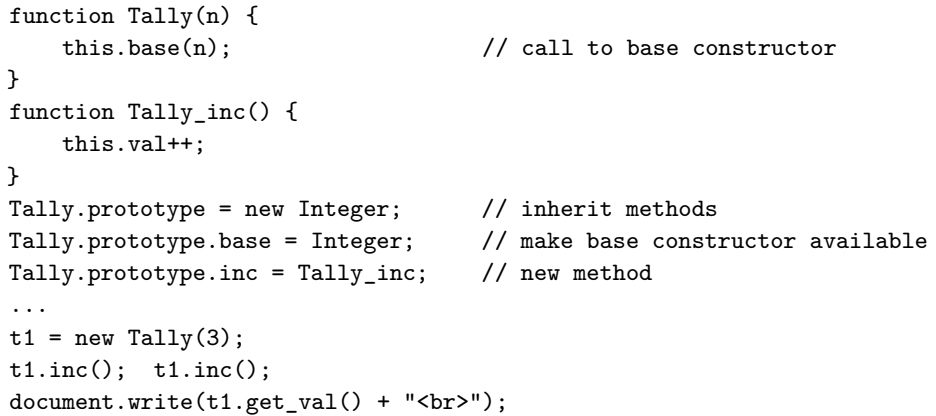 function Tally(n) {
    this.base(n);                // call to base constructor
}
function Tally_inc() {
    this.val++;
}
Tally.prototype = new Integer;      // inherit methods
Tally.prototype.base = Integer;     // make base constructor available
Tally.prototype.inc = Tally_inc;    // new method
...
t1 = new Tally(3);
t1.inc();  t1.inc();
document.write(t1.get_val() + "<br>");